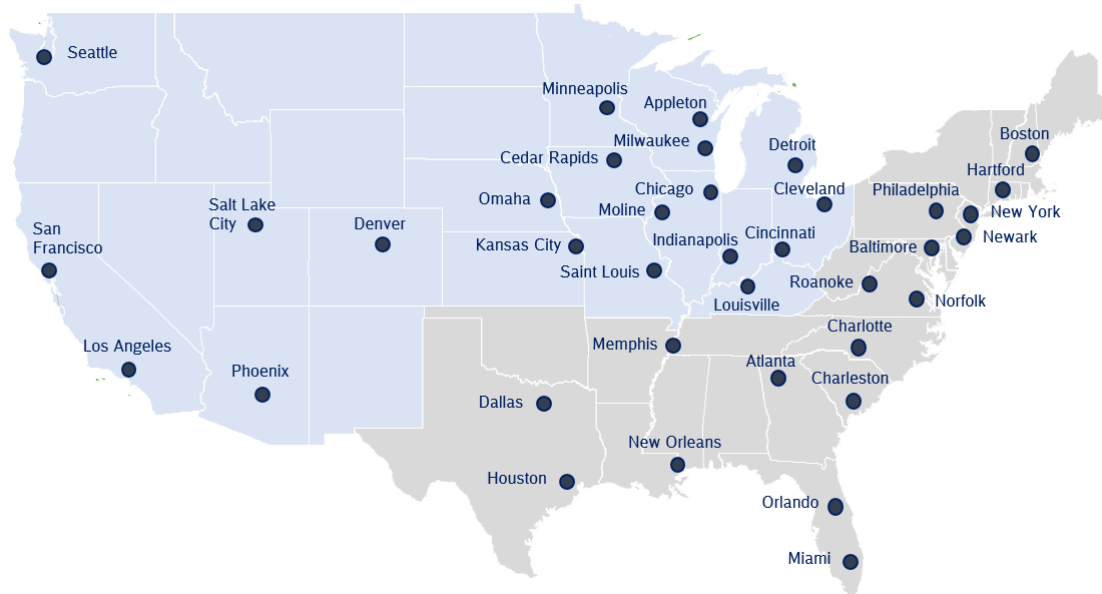 Seattle
Minneapolis
Appleton
Milwaukee
Boston
Detroit
Cedar Rapids
Hartford
Chicago
Cleveland
Philadelphia
Omaha
Salt Lake
City
Denver
Moline
New York
San
Francisco
Kansas City
Indianapolis
Cincinnati
Newark
Baltimore
Saint Louis
Roanoke
Louisville
Norfolk
Charlotte
Los Angeles
Memphis
Atlanta
Phoenix
Charleston
Dallas
New Orleans
Houston
Orlando
Miami